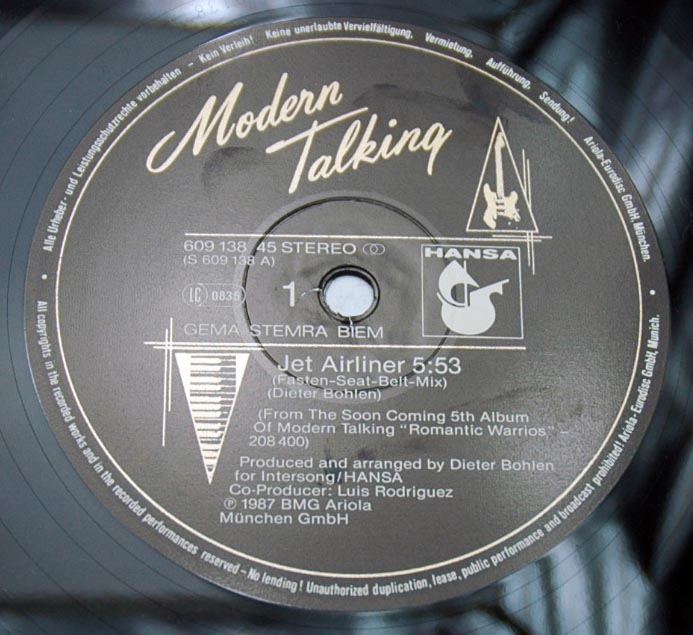 Alle Urheber- und Leistungsschutzrechte vorbehalten – Kein Verleih! Keine unerlaubte Vervielfältigung, Vermietung, Aufführung, Sendung! Ariola-Eurodisc GmbH, München.
Modern
Talking
609 138 45 STEREO
(S 609 138 A)
HANSA
LC 0835
1
GEMA STEMRA BIEM
Jet Airliner 5:53
(Fasten-Seat-Belt-Mix)
(Dieter Bohlen)
(From The Soon Coming 5th Album
Of Modern Talking "Romantic Warrios" –
208 400)
Produced and arranged by Dieter Bohlen
for Intersong/HANSA
Co-Producer: Luis Rodriguez
℗ 1987 BMG Ariola
München GmbH
All copyrights in the recorded works and in the recorded performances reserved – No lending! Unauthorized duplication, lease, public performance and broadcast prohibited! Ariola-Eurodisc GmbH, Munich.